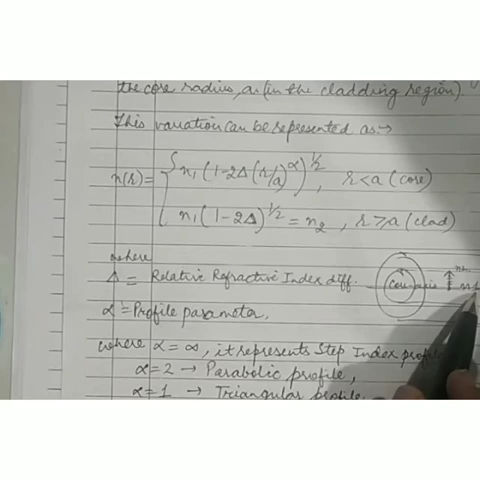 the core radius, a (in the cladding region).
This variation can be represented as:→
n(r) = { n₁ (1-2Δ (r/a)^α)^1/2, r < a (core)
n₁ (1-2Δ)^1/2 = n₂, r ≥ a (clad)
where
Δ = Relative Refractive Index diff.
Core axis
α = Profile parameter,
where α = ∞, it represents Step Index
α = 2 → Parabolic profile,
α = 1 → Triangular profile.